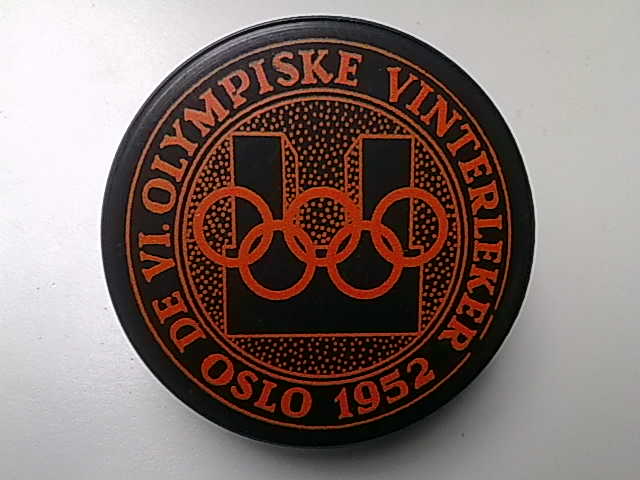 DE VI. OLYMPISKE VINTERLEKER
OSLO 1952